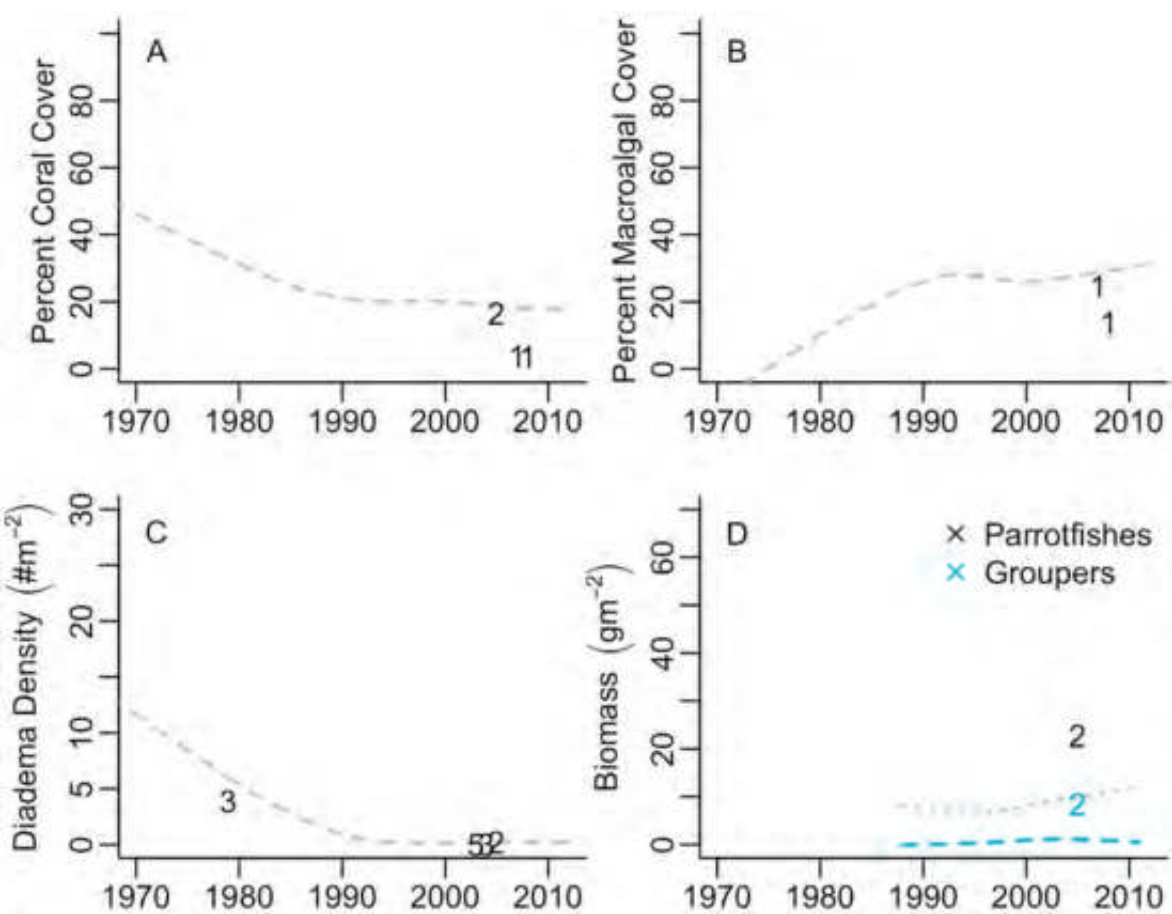 A
Percent Coral Cover
0 20 40 60 80
2
11
1970 1980 1990 2000 2010
B
Percent Macroalgal Cover
0 20 40 60 80
1
1
1970 1980 1990 2000 2010
C
Diadema Density (#m⁻²)
0 5 10 20 30
3
532
1970 1980 1990 2000 2010
D
× Parrotfishes
× Groupers
Biomass (gm⁻²)
0 20 40 60
2
2
1970 1980 1990 2000 2010